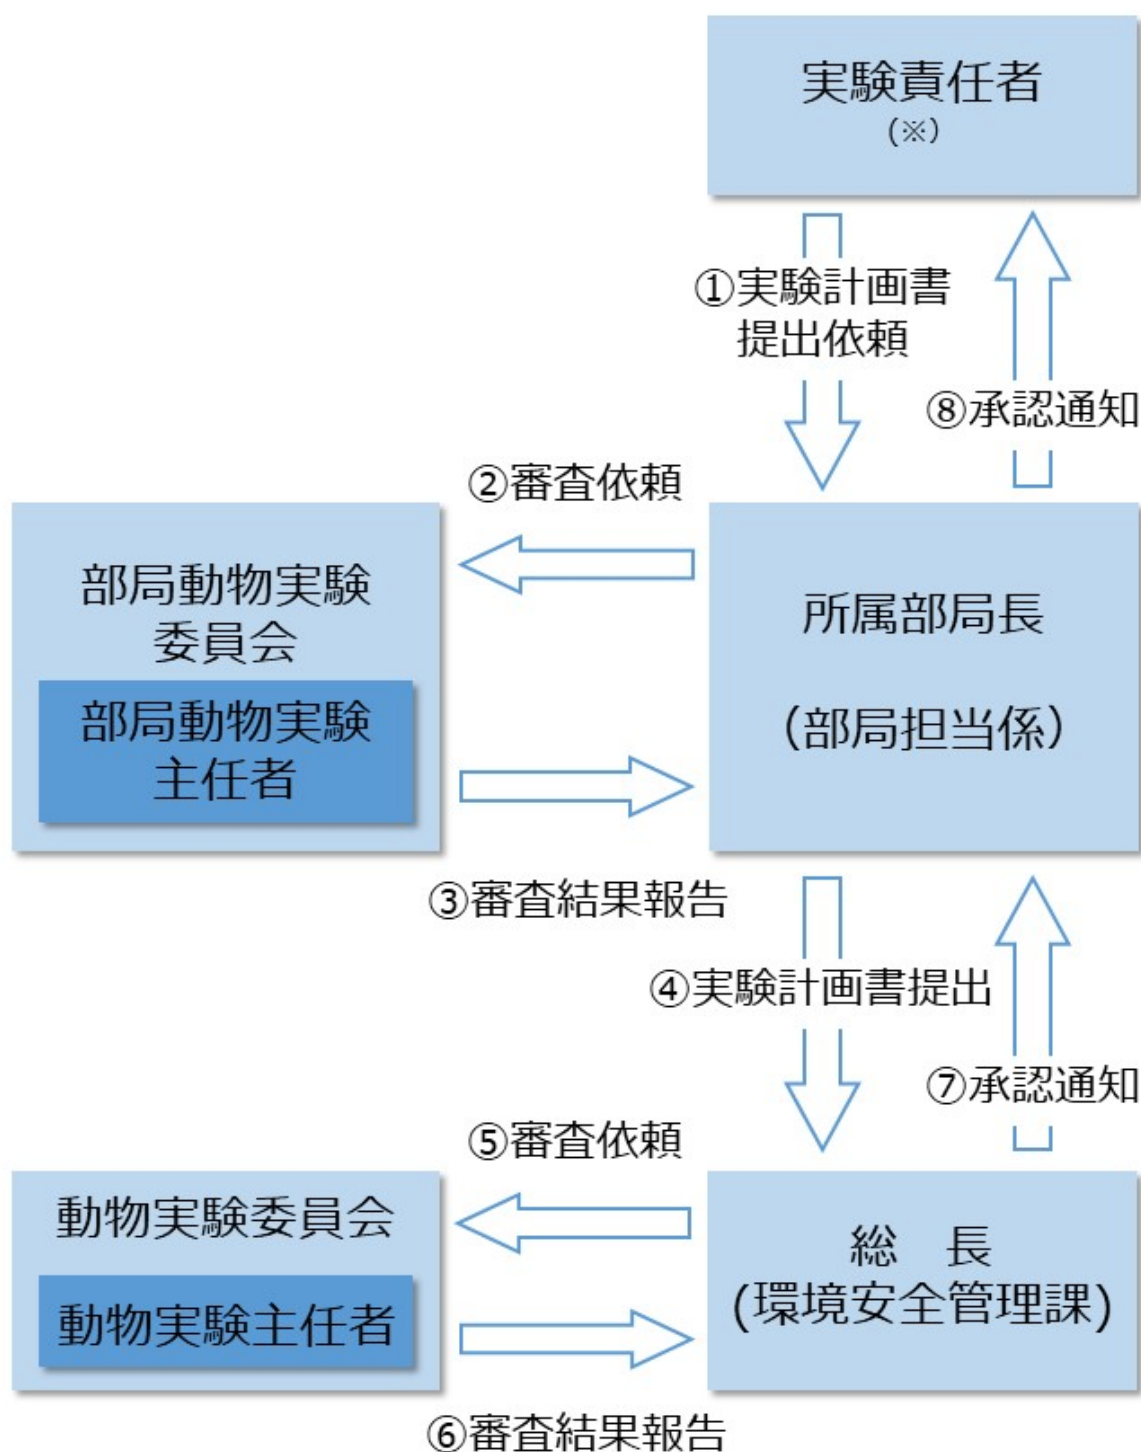 実験責任者
(※)
①実験計画書
提出依頼
⑧承認通知
②審査依頼
部局動物実験
委員会
部局動物実験
主任者
所属部局長
(部局担当係)
③審査結果報告
④実験計画書提出
⑦承認通知
⑤審査依頼
動物実験委員会
動物実験主任者
総　長
(環境安全管理課)
⑥審査結果報告